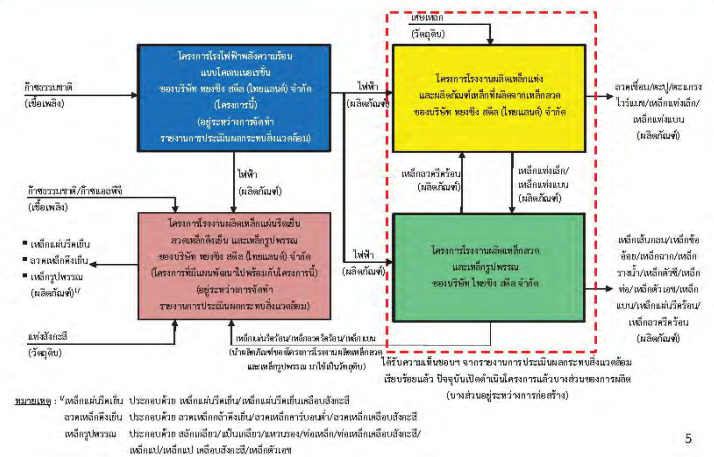 เศษเหล็ก
(วัตถุดิบ)
ก๊าซธรรมชาติ
(เชื้อเพลิง)
โครงการโรงไฟฟ้าพลังความร้อน
แบบโคเจนเนอเรชั่น
ของบริษัท หยงชิง สตีล (ไทยแลนด์) จำกัด
(โครงการนี้)
(อยู่ระหว่างการจัดทำ
รายงานการประเมินผลกระทบสิ่งแวดล้อม)
ไฟฟ้า
(ผลิตภัณฑ์)
โครงการโรงงานผลิตเหล็กแท่ง
และผลิตภัณฑ์เหล็กที่ผลิตจากเหล็กลวด
ของบริษัท หยงชิง สตีล (ไทยแลนด์) จำกัด
ลวดเชื่อม/ตะปู/ตะแกรง
ไวร์เมช/เหล็กแท่งเล็ก/
เหล็กแท่งแบน
(ผลิตภัณฑ์)
ไฟฟ้า
(ผลิตภัณฑ์)
เหล็กลวดรีดร้อน
(ผลิตภัณฑ์)
เหล็กแท่งเล็ก/
เหล็กแท่งแบน
(ผลิตภัณฑ์)
ก๊าซธรรมชาติ/ก๊าซแอลพีจี
(เชื้อเพลิง)
โครงการโรงงานผลิตเหล็กแผ่นรีดเย็น
ลวดเหล็กดึงเย็น และเหล็กรูปพรรณ
ของบริษัท หยงชิง สตีล (ไทยแลนด์) จำกัด
(โครงการที่มีแผนพัฒนาไปพร้อมกับโครงการนี้)
(อยู่ระหว่างการจัดทำ
รายงานการประเมินผลกระทบสิ่งแวดล้อม)
▪ เหล็กแผ่นรีดเย็น
▪ ลวดเหล็กดึงเย็น
▪ เหล็กรูปพรรณ
(ผลิตภัณฑ์)¹/
ไฟฟ้า
(ผลิตภัณฑ์)
โครงการโรงงานผลิตเหล็กลวด
และเหล็กรูปพรรณ
ของบริษัท ไทยชิง สตีล จำกัด
เหล็กเส้นกลม/เหล็กข้อ
อ้อย/เหล็กฉาก/เหล็ก
รางน้ำ/เหล็กตัวซี/เหล็ก
ท่อ/เหล็กตัวเอช/เหล็ก
แบน/เหล็กแผ่นรีดร้อน/
เหล็กลวดรีดร้อน
(ผลิตภัณฑ์)
แท่งสังกะสี
(วัตถุดิบ)
เหล็กแผ่นรีดร้อน/เหล็กลวดรีดร้อน/เหล็กแบน
(นำผลิตภัณฑ์ของโครงการโรงงานผลิตเหล็กลวด
และเหล็กรูปพรรณ มาใช้เป็นวัตถุดิบ)
ได้รับความเห็นชอบฯ จากรายงานการประเมินผลกระทบสิ่งแวดล้อม
เรียบร้อยแล้ว ปัจจุบันเปิดดำเนินโครงการแล้วบางส่วนของการผลิต
(บางส่วนอยู่ระหว่างการก่อสร้าง)
หมายเหตุ : ¹/เหล็กแผ่นรีดเย็น ประกอบด้วย เหล็กแผ่นรีดเย็น/เหล็กแผ่นรีดเย็นเคลือบสังกะสี
ลวดเหล็กดึงเย็น ประกอบด้วย ลวดเหล็กกล้าดึงเย็น/ลวดเหล็กคาร์บอนต่ำ/ลวดเหล็กเคลือบสังกะสี
เหล็กรูปพรรณ ประกอบด้วย สลักเกลียว/แป้นเกลียว/แหวนรอง/ท่อเหล็ก/ท่อเหล็กเคลือบสังกะสี/
เหล็กแป/เหล็กแป เคลือบสังกะสี/เหล็กตัวเอช
5